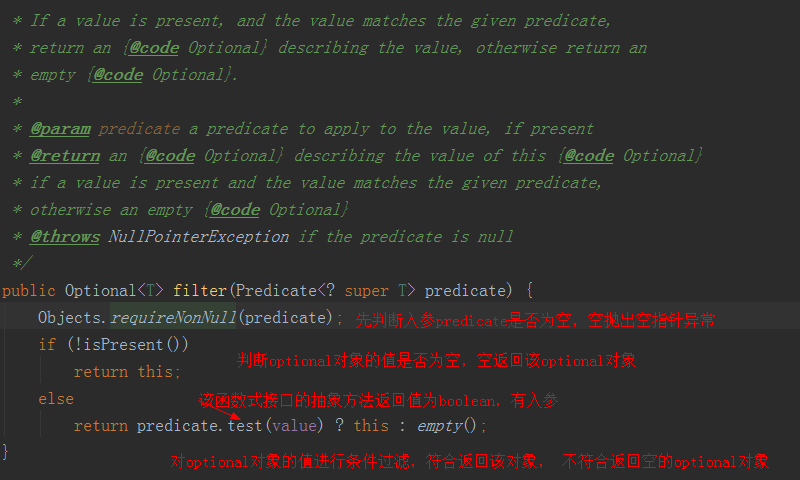 * If a value is present, and the value matches the given predicate,
* return an {@code Optional} describing the value, otherwise return an
* empty {@code Optional}.
*
* @param predicate a predicate to apply to the value, if present
* @return an {@code Optional} describing the value of this {@code Optional}
* if a value is present and the value matches the given predicate,
* otherwise an empty {@code Optional}
* @throws NullPointerException if the predicate is null
*/
public Optional<T> filter(Predicate<? super T> predicate) {
Objects.requireNonNull(predicate); 先判断入参predicate是否为空，空抛出空指针异常
if (!isPresent())
判断optional对象的值是否为空，空返回该optional对象
return this;
else 该函数式接口的抽象方法返回值为boolean，有入参
return predicate.test(value) ? this : empty();
}
对optional对象的值进行条件过滤，符合返回该对象， 不符合返回空的optional对象